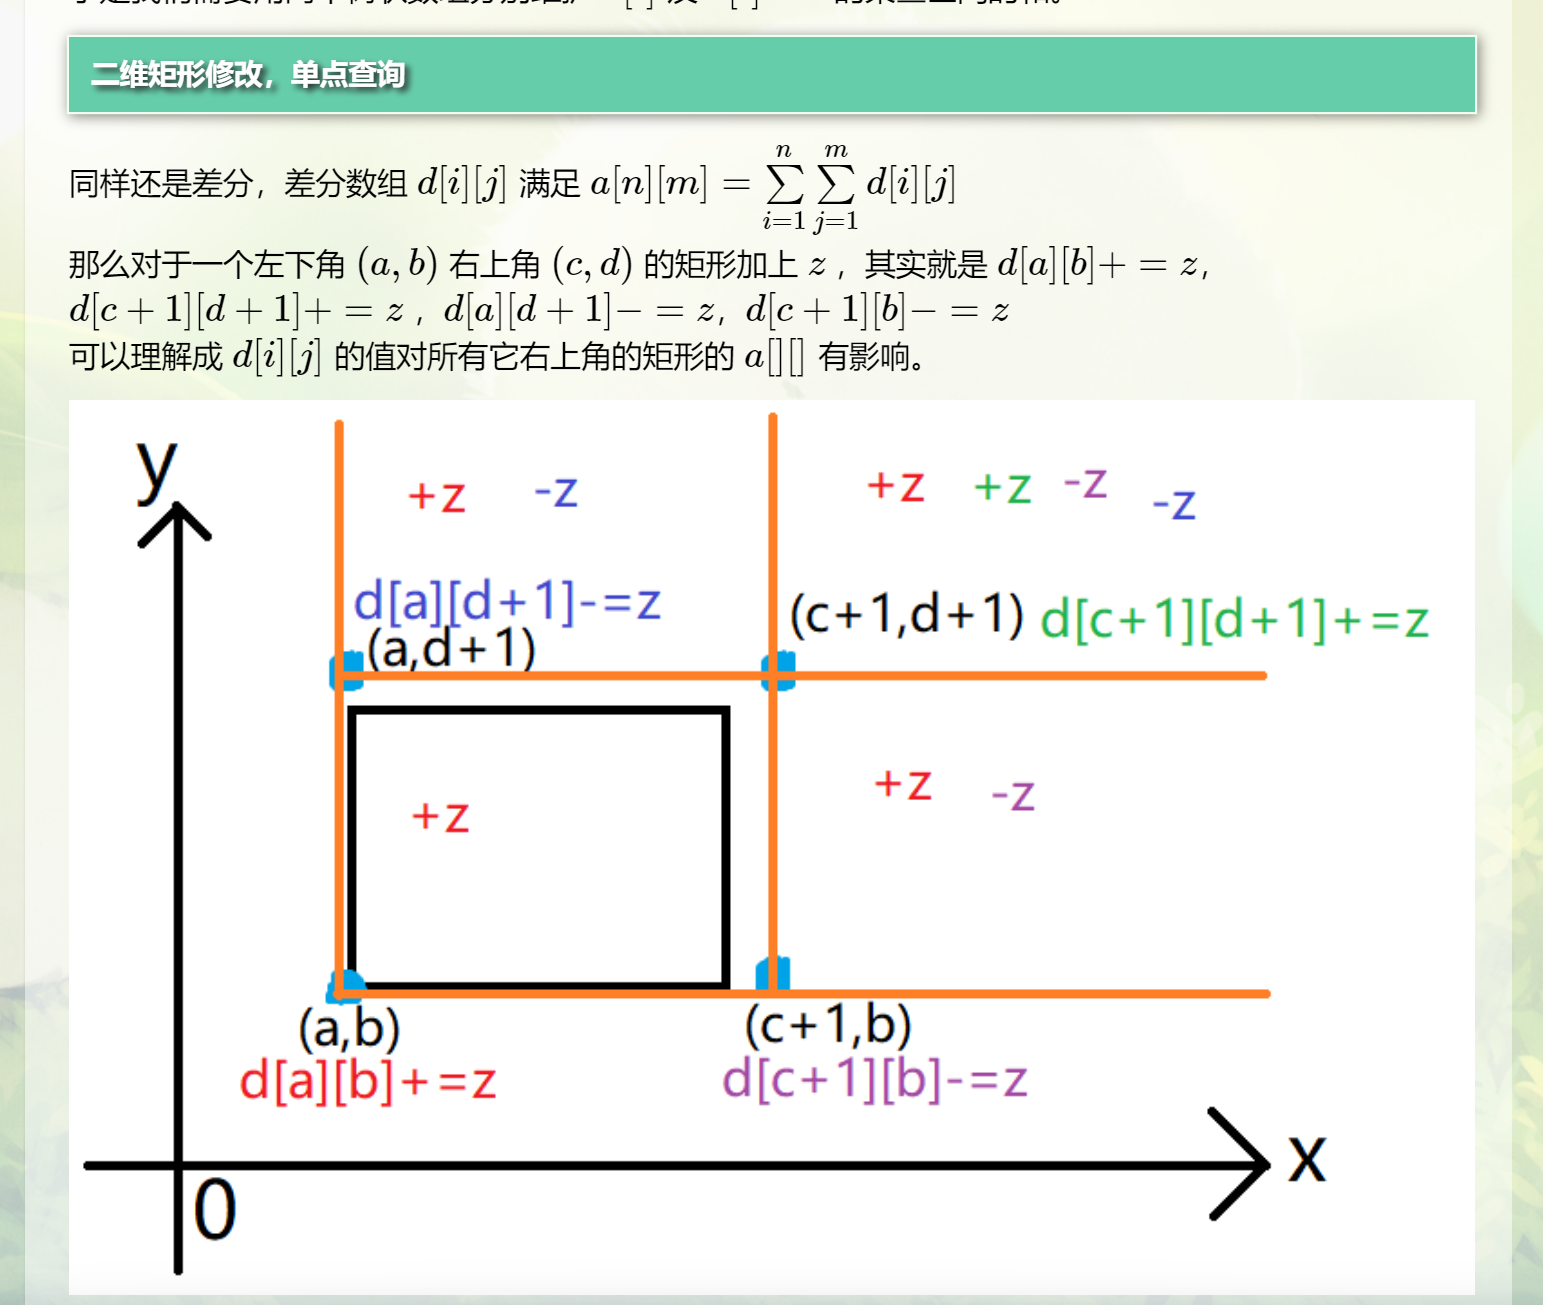 二维矩形修改，单点查询
同样还是差分，差分数组 d[i][j] 满足 a[n][m] = \sum_{i=1}^{n} \sum_{j=1}^{m} d[i][j]
那么对于一个左下角 (a, b) 右上角 (c, d) 的矩形加上 z ，其实就是 d[a][b]+ = z，
d[c + 1][d + 1]+ = z ，d[a][d + 1]− = z，d[c + 1][b]− = z
可以理解成 d[i][j] 的值对所有它右上角的矩形的 a[][] 有影响。
y
+z -z
+z +z -z -z
d[a][d+1]-=z
(a,d+1)
(c+1,d+1) d[c+1][d+1]+=z
+z
+z -z
(a,b)
d[a][b]+=z
(c+1,b)
d[c+1][b]-=z
x
0